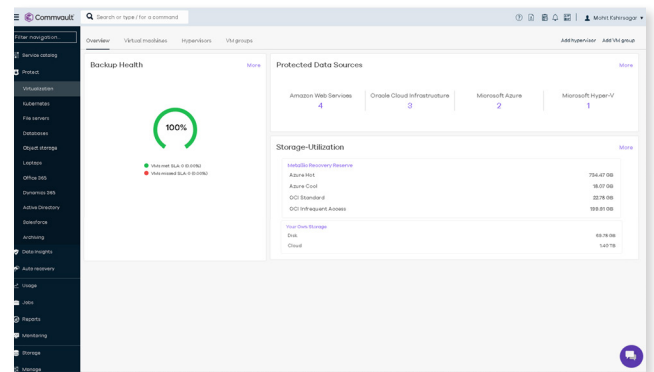 Commvault
Search or type / for a command
Mohit Kshirsagar
Filter navigation...
Service catalog
Protect
Virtualization
Kubernetes
File servers
Databases
Object storage
Laptops
Office 365
Dynamics 365
Active Directory
Salesforce
Archiving
Data insights
Auto recovery
Usage
Jobs
Reports
Monitoring
Storage
Manage
Overview
Virtual machines
Hypervisors
VM groups
Add hypervisor
Add VM group
Backup Health
More
100%
VMs met SLA: 0 (0.00%)
VMs missed SLA: 0 (0.00%)
Protected Data Sources
More
Amazon Web Services
4
Oracle Cloud Infrastructure
3
Microsoft Azure
2
Microsoft Hyper-V
1
Storage-Utilization
More
Metallic Recovery Reserve
Azure Hot
734.47 GB
Azure Cool
18.07 GB
OCI Standard
22.78 GB
OCI Infrequent Access
139.81 GB
Your Own Storage
Disk
Cloud
1.40 TB